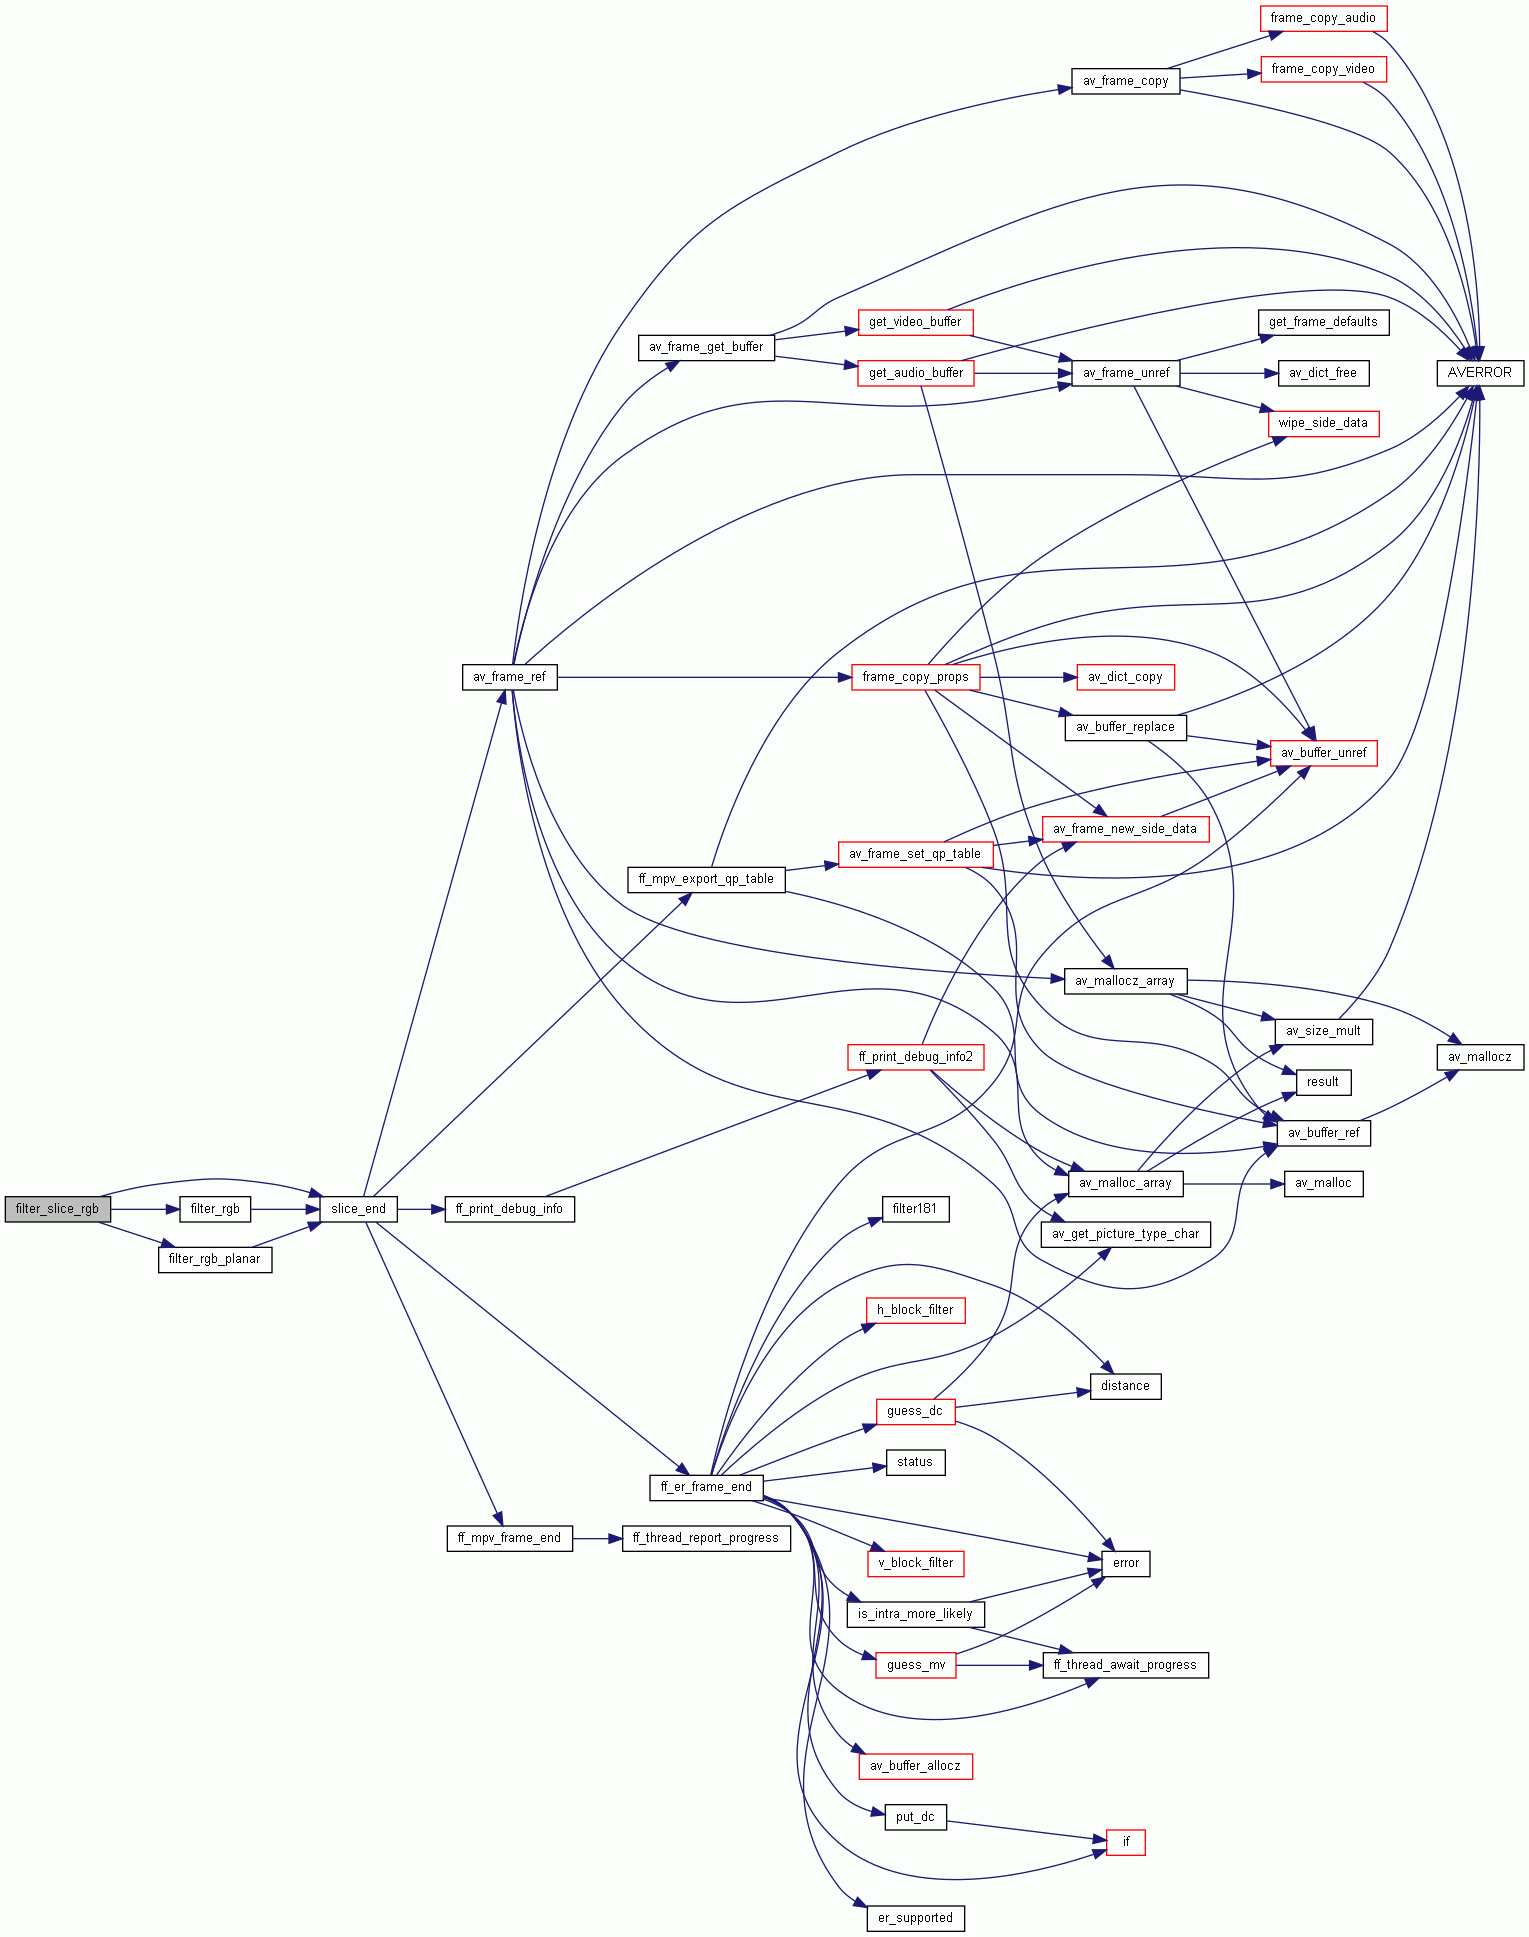 frame_copy_audio
frame_copy_video
av_frame_copy
get_video_buffer
get_frame_defaults
av_frame_get_buffer
get_audio_buffer
av_frame_unref
av_dict_free
AVERROR
wipe_side_data
av_frame_ref
frame_copy_props
av_dict_copy
av_buffer_replace
av_buffer_unref
av_frame_new_side_data
av_frame_set_qp_table
ff_mpv_export_qp_table
av_mallocz_array
av_size_mult
ff_print_debug_info2
av_mallocz
result
av_buffer_ref
av_malloc_array
av_malloc
filter_slice_rgb
filter_rgb
slice_end
ff_print_debug_info
filter181
av_get_picture_type_char
filter_rgb_planar
h_block_filter
distance
guess_dc
status
ff_er_frame_end
ff_mpv_frame_end
ff_thread_report_progress
v_block_filter
error
is_intra_more_likely
guess_mv
ff_thread_await_progress
av_buffer_allocz
put_dc
if
er_supported